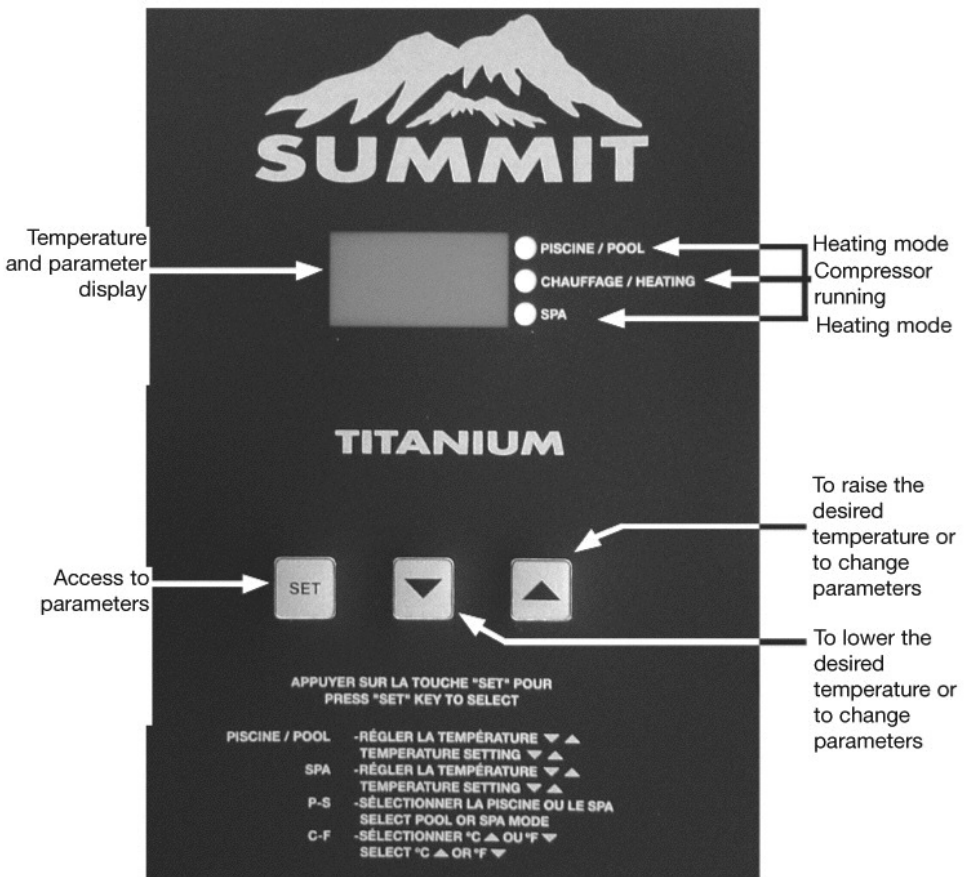 SUMMIT
Temperature
and parameter
display
PISCINE / POOL
CHAUFFAGE / HEATING
SPA
Heating mode
Compressor
running
Heating mode
TITANIUM
To raise the
desired
temperature or
to change
parameters
Access to
parameters
SET
To lower the
desired
temperature or
to change
parameters
APPUYER SUR LA TOUCHE "SET" POUR
PRESS "SET" KEY TO SELECT
PISCINE / POOL -RÉGLER LA TEMPÉRATURE ▼ ▲
TEMPERATURE SETTING ▼ ▲
SPA -RÉGLER LA TEMPÉRATURE ▼ ▲
TEMPERATURE SETTING ▼ ▲
P-S -SÉLECTIONNER LA PISCINE OU LE SPA
SELECT POOL OR SPA MODE
C-F -SÉLECTIONNER °C ▲ OU °F ▼
SELECT °C ▲ OR °F ▼